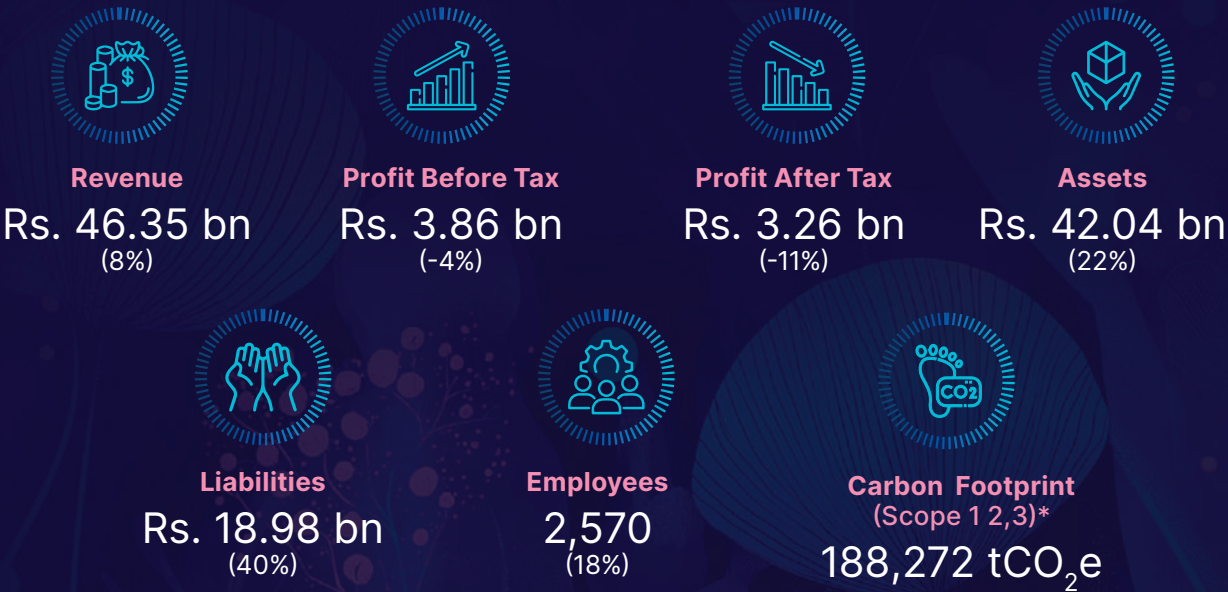 $
Revenue
Rs. 46.35 bn
(8%)
Profit Before Tax
Rs. 3.86 bn
(-4%)
Profit After Tax
Rs. 3.26 bn
(-11%)
Assets
Rs. 42.04 bn
(22%)
Liabilities
Rs. 18.98 bn
(40%)
Employees
2,570
(18%)
CO2
Carbon Footprint
(Scope 1 2,3)*
188,272 tCO₂e